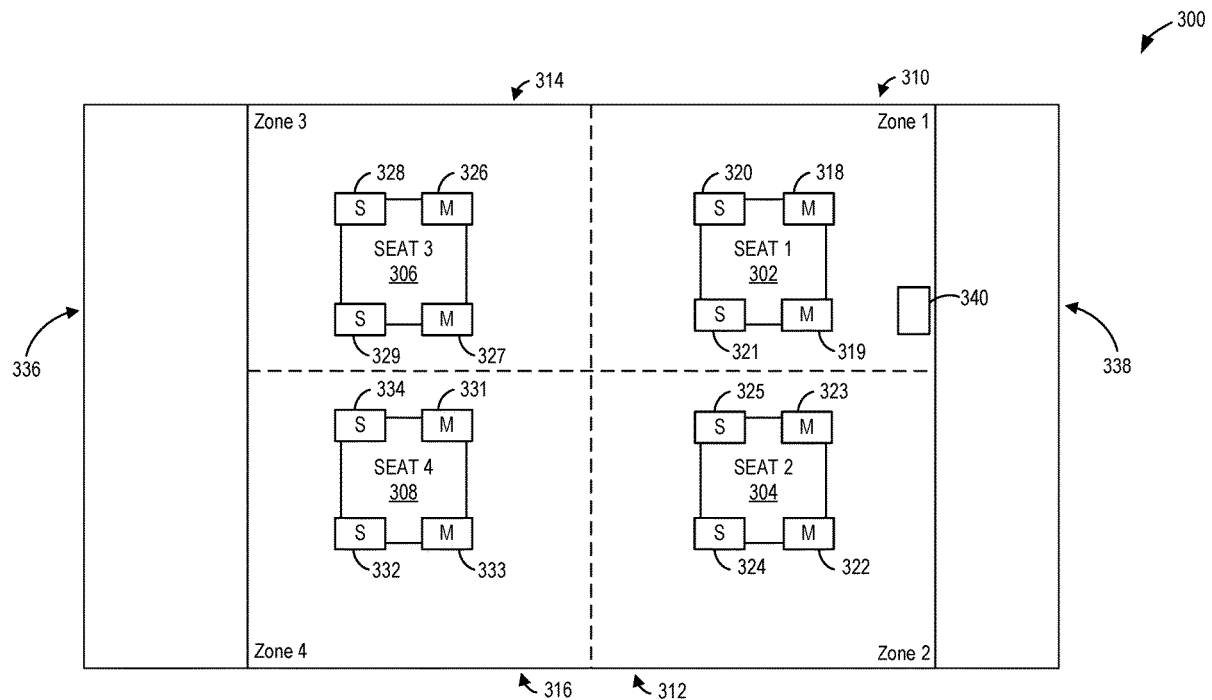 300
314
310
Zone 3
Zone 1
328
326
320
318
S
M
S
M
SEAT 3
SEAT 1
306
302
340
S
M
S
M
336
338
329
327
321
319
334
331
325
323
S
M
S
M
SEAT 4
SEAT 2
308
304
S
M
S
M
332
333
324
322
Zone 4
Zone 2
316
312